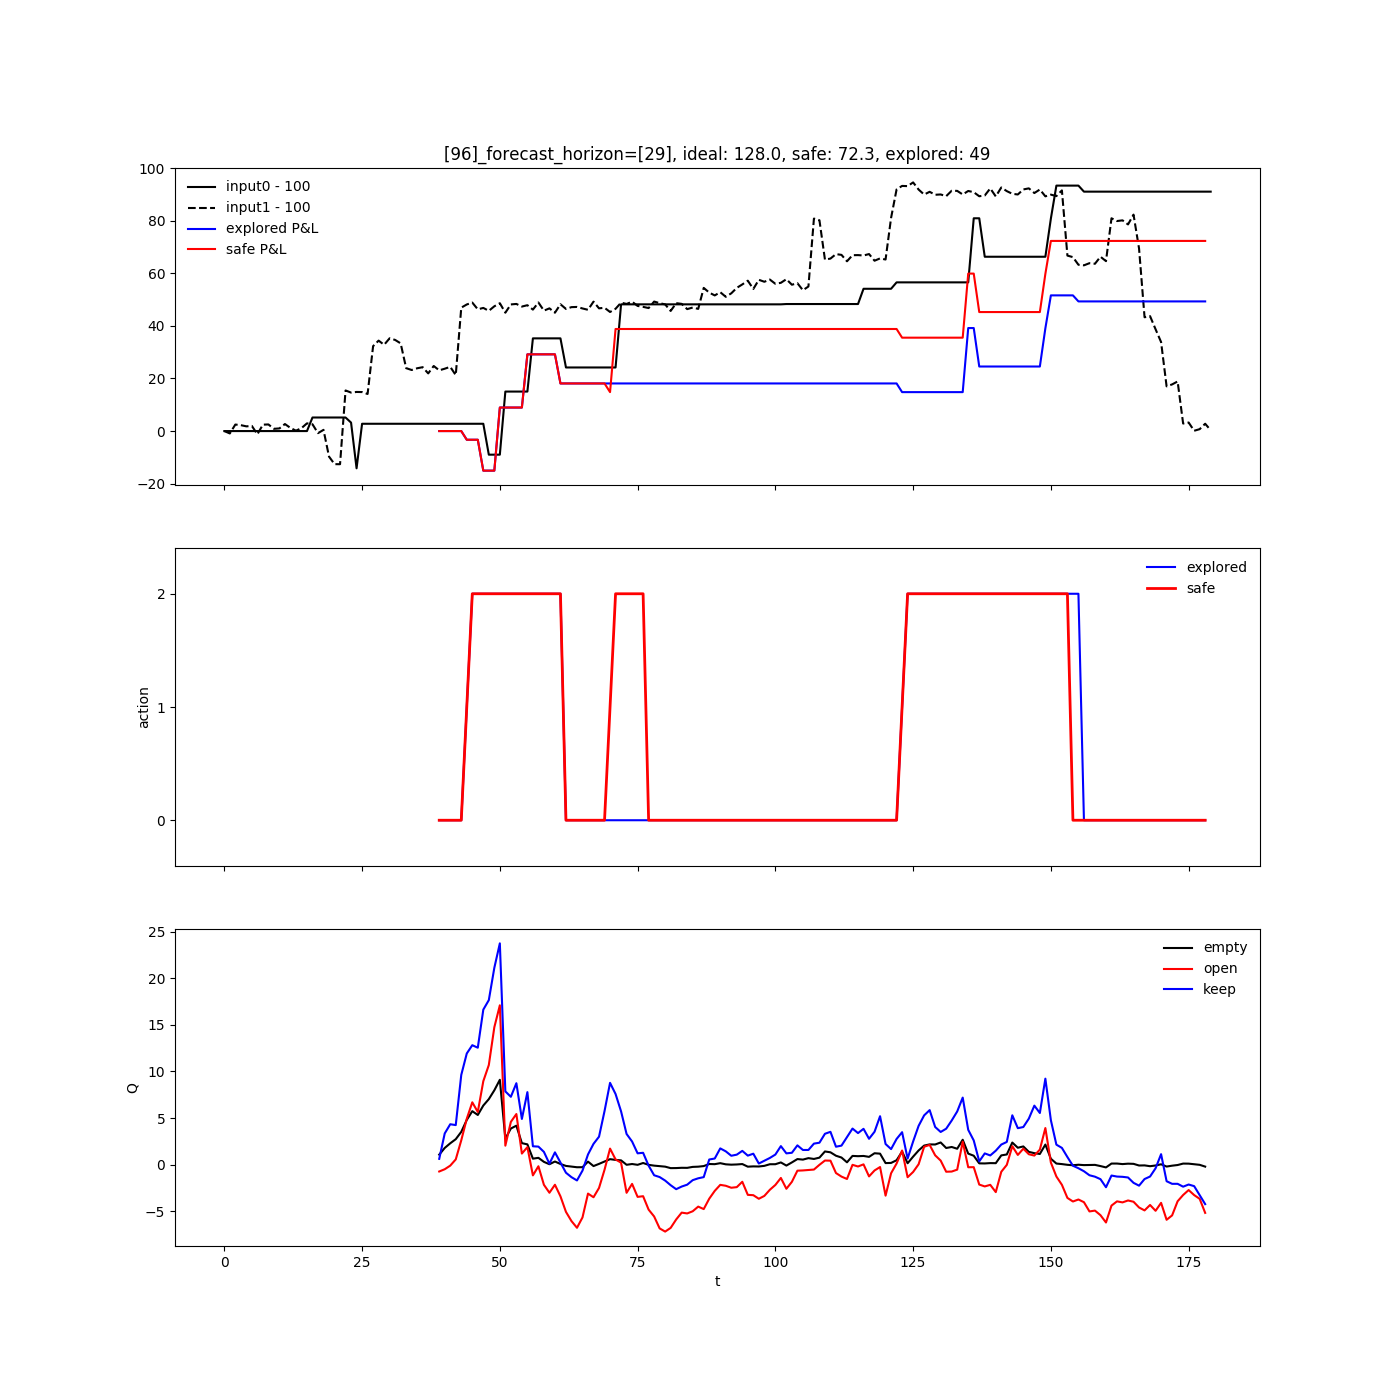 [96]_forecast_horizon=[29], ideal: 128.0, safe: 72.3, explored: 49
100
80
60
40
20
0
−20
input0 - 100
input1 - 100
explored P&L
safe P&L
2
1
0
action
explored
safe
25
20
15
10
5
0
−5
Q
empty
open
keep
0
25
50
75
100
125
150
175
t